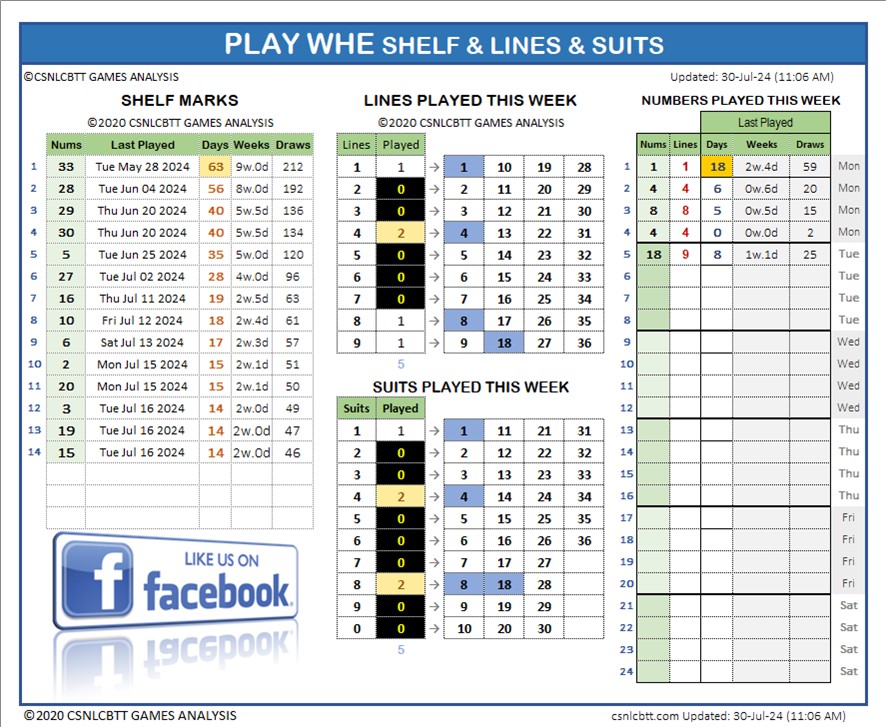 PLAY WHE SHELF & LINES & SUITS
©CSNLCBTT GAMES ANALYSIS
Updated: 30-Jul-24 (11:06 AM)
SHELF MARKS
©2020 CSNLCBTT GAMES ANALYSIS
Nums Last Played Days Weeks Draws
1 33 Tue May 28 2024 63 9w.0d 212
2 28 Tue Jun 04 2024 56 8w.0d 192
3 29 Thu Jun 20 2024 40 5w.5d 136
4 30 Thu Jun 20 2024 40 5w.5d 134
5 5 Tue Jun 25 2024 35 5w.0d 120
6 27 Tue Jul 02 2024 28 4w.0d 96
7 16 Thu Jul 11 2024 19 2w.5d 63
8 10 Fri Jul 12 2024 18 2w.4d 61
9 6 Sat Jul 13 2024 17 2w.3d 57
10 2 Mon Jul 15 2024 15 2w.1d 51
11 20 Mon Jul 15 2024 15 2w.1d 50
12 3 Tue Jul 16 2024 14 2w.0d 49
13 19 Tue Jul 16 2024 14 2w.0d 47
14 15 Tue Jul 16 2024 14 2w.0d 46
LIKE US ON
f facebook
LINES PLAYED THIS WEEK
©2020 CSNLCBTT GAMES ANALYSIS
Lines Played
1 1 → 1 10 19 28
2 0 → 2 11 20 29
3 0 → 3 12 21 30
4 2 → 4 13 22 31
5 0 → 5 14 23 32
6 0 → 6 15 24 33
7 0 → 7 16 25 34
8 1 → 8 17 26 35
9 1 → 9 18 27 36
5
SUITS PLAYED THIS WEEK
Suits Played
1 1 → 1 11 21 31
2 0 → 2 12 22 32
3 0 → 3 13 23 33
4 2 → 4 14 24 34
5 0 → 5 15 25 35
6 0 → 6 16 26 36
7 0 → 7 17 27
8 2 → 8 18 28
9 0 → 9 19 29
0 0 → 10 20 30
5
NUMBERS PLAYED THIS WEEK
Last Played
Nums Lines Days Weeks Draws
1 1 1 18 2w.4d 59 Mon
2 4 4 6 0w.6d 20 Mon
3 8 8 5 0w.5d 15 Mon
4 4 4 0 0w.0d 2 Mon
5 18 9 8 1w.1d 25 Tue
6 Tue
7 Tue
8 Tue
9 Wed
10 Wed
11 Wed
12 Wed
13 Thu
14 Thu
15 Thu
16 Thu
17 Fri
18 Fri
19 Fri
20 Fri
21 Sat
22 Sat
23 Sat
24 Sat
©2020 CSNLCBTT GAMES ANALYSIS
csnlcbtt.com Updated: 30-Jul-24 (11:06 AM)